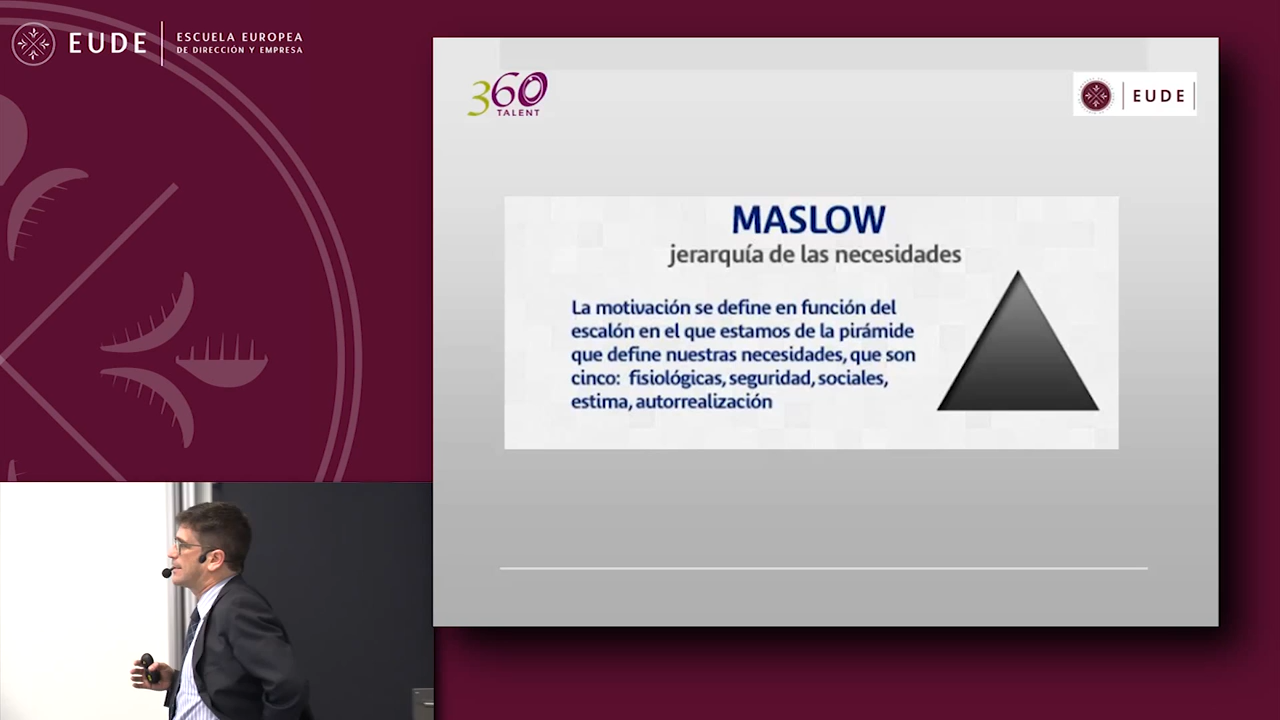 EUDE
ESCUELA EUROPEA
DE DIRECCIÓN Y EMPRESA
360
TALENT
EUDE
MASLOW
jerarquía de las necesidades
La motivación se define en función del
escalón en el que estamos de la pirámide
que define nuestras necesidades, que son
cinco: fisiológicas, seguridad, sociales,
estima, autorrealización